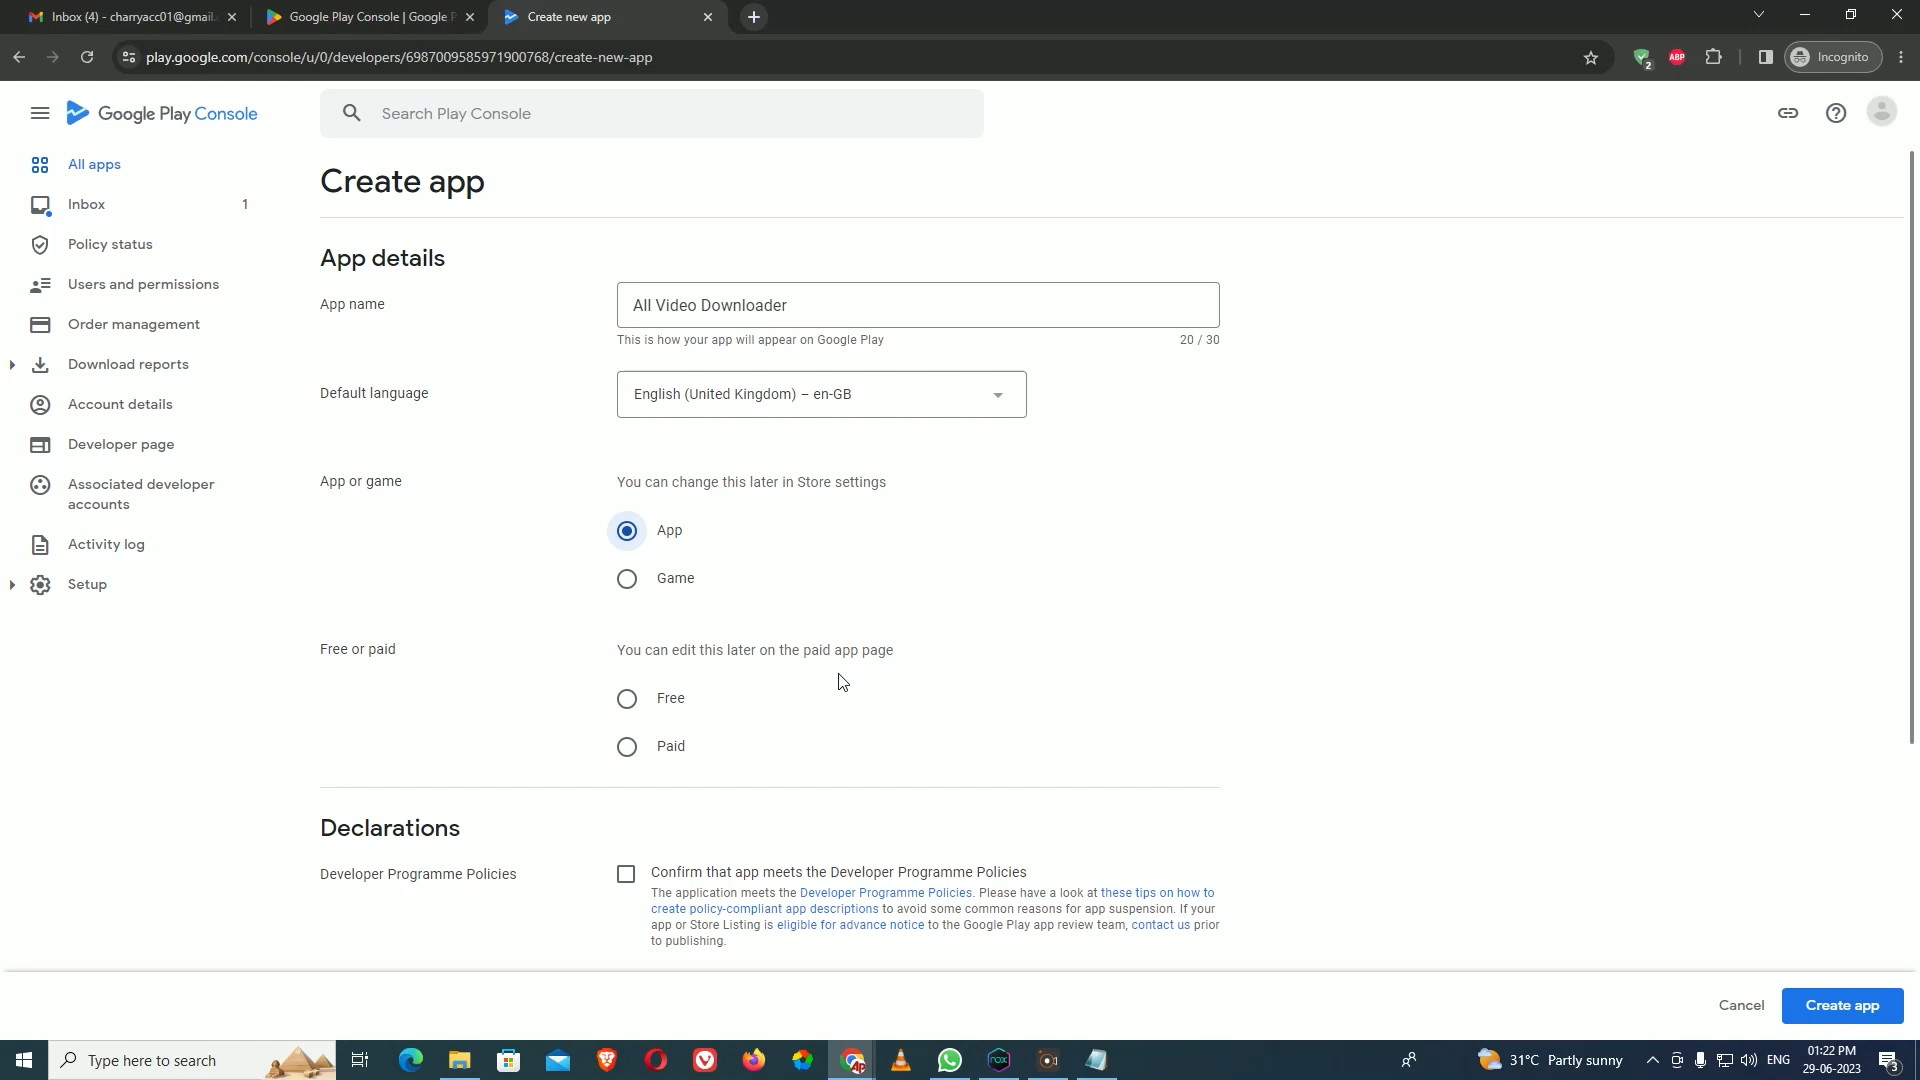 Inbox (4) - charryacc01@gmail.
Google Play Console | Google P
Create new app
play.google.com/console/u/0/developers/6987009585971900768/create-new-app
2
ABP
Incognito
Google Play Console
Search Play Console
All apps
Inbox 1
Policy status
Users and permissions
Order management
Download reports
Account details
Developer page
Associated developer
accounts
Activity log
Setup
Create app
App details
App name
All Video Downloader
This is how your app will appear on Google Play 20 / 30
Default language
English (United Kingdom) – en-GB
App or game
You can change this later in Store settings
App
Game
Free or paid
You can edit this later on the paid app page
Free
Paid
Declarations
Developer Programme Policies
Confirm that app meets the Developer Programme Policies
The application meets the Developer Programme Policies. Please have a look at these tips on how to
create policy-compliant app descriptions to avoid some common reasons for app suspension. If your
app or Store Listing is eligible for advance notice to the Google Play app review team, contact us prior
to publishing.
Cancel
Create app
Type here to search
31°C Partly sunny
ENG
01:22 PM
29-06-2023
3